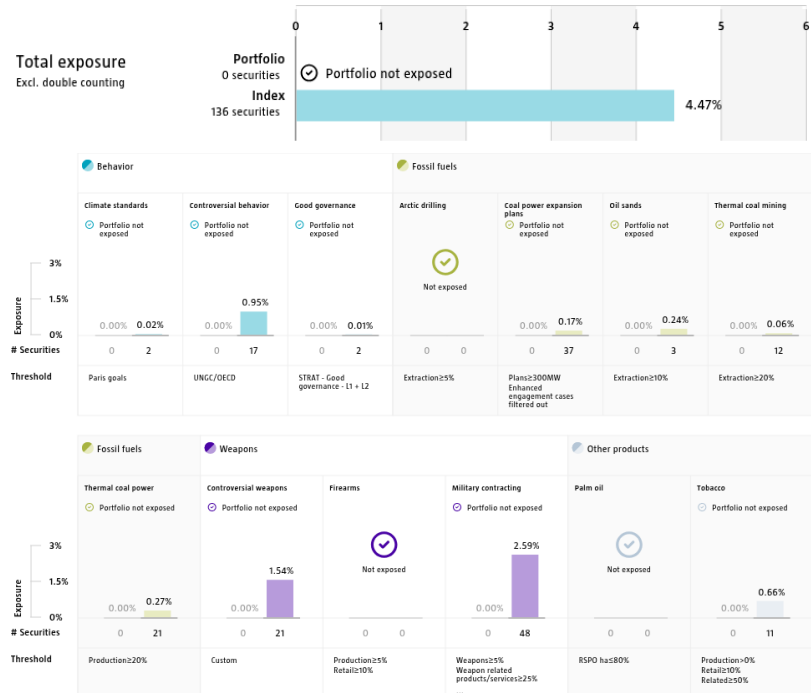 0 1 2 3 4 5 6
Total exposure
Excl. double counting
Portfolio
0 securities
Portfolio not exposed
Index
136 securities
4.47%
Behavior
Fossil fuels
Climate standards
Portfolio not
exposed
Controversial behavior
Portfolio not
exposed
Good governance
Portfolio not
exposed
Arctic drilling
Not exposed
Coal power expansion
plans
Portfolio not
exposed
Oil sands
Portfolio not
exposed
Thermal coal mining
Portfolio not
exposed
Exposure
3%
1.5%
0%
0.00% 0.02% 0.00% 0.95% 0.00% 0.01% 0.00% 0.17% 0.00% 0.24% 0.00% 0.06%
# Securities 0 2 0 17 0 2 0 0 0 37 0 3 0 12
Threshold
Paris goals
UNGC/OECD
STRAT - Good
governance - L1 + L2
Extraction≥5%
Plans≥300MW
Enhanced
engagement cases
filtered out
Extraction≥10%
Extraction≥20%
Fossil fuels
Weapons
Other products
Thermal coal power
Portfolio not exposed
Controversial weapons
Portfolio not exposed
Firearms
Not exposed
Military contracting
Portfolio not exposed
Palm oil
Not exposed
Tobacco
Portfolio not exposed
Exposure
3%
1.5%
0%
0.00% 0.27% 0.00% 1.54% 0.00% 2.59% 0.00% 0.66%
# Securities 0 21 0 21 0 0 0 48 0 0 0 11
Threshold
Production≥20%
Custom
Production≥5%
Retail≥10%
Weapons≥5%
Weapon related
products/services≥25%
RSPO ha≤80%
Production>0%
Retail≥10%
Related≥50%